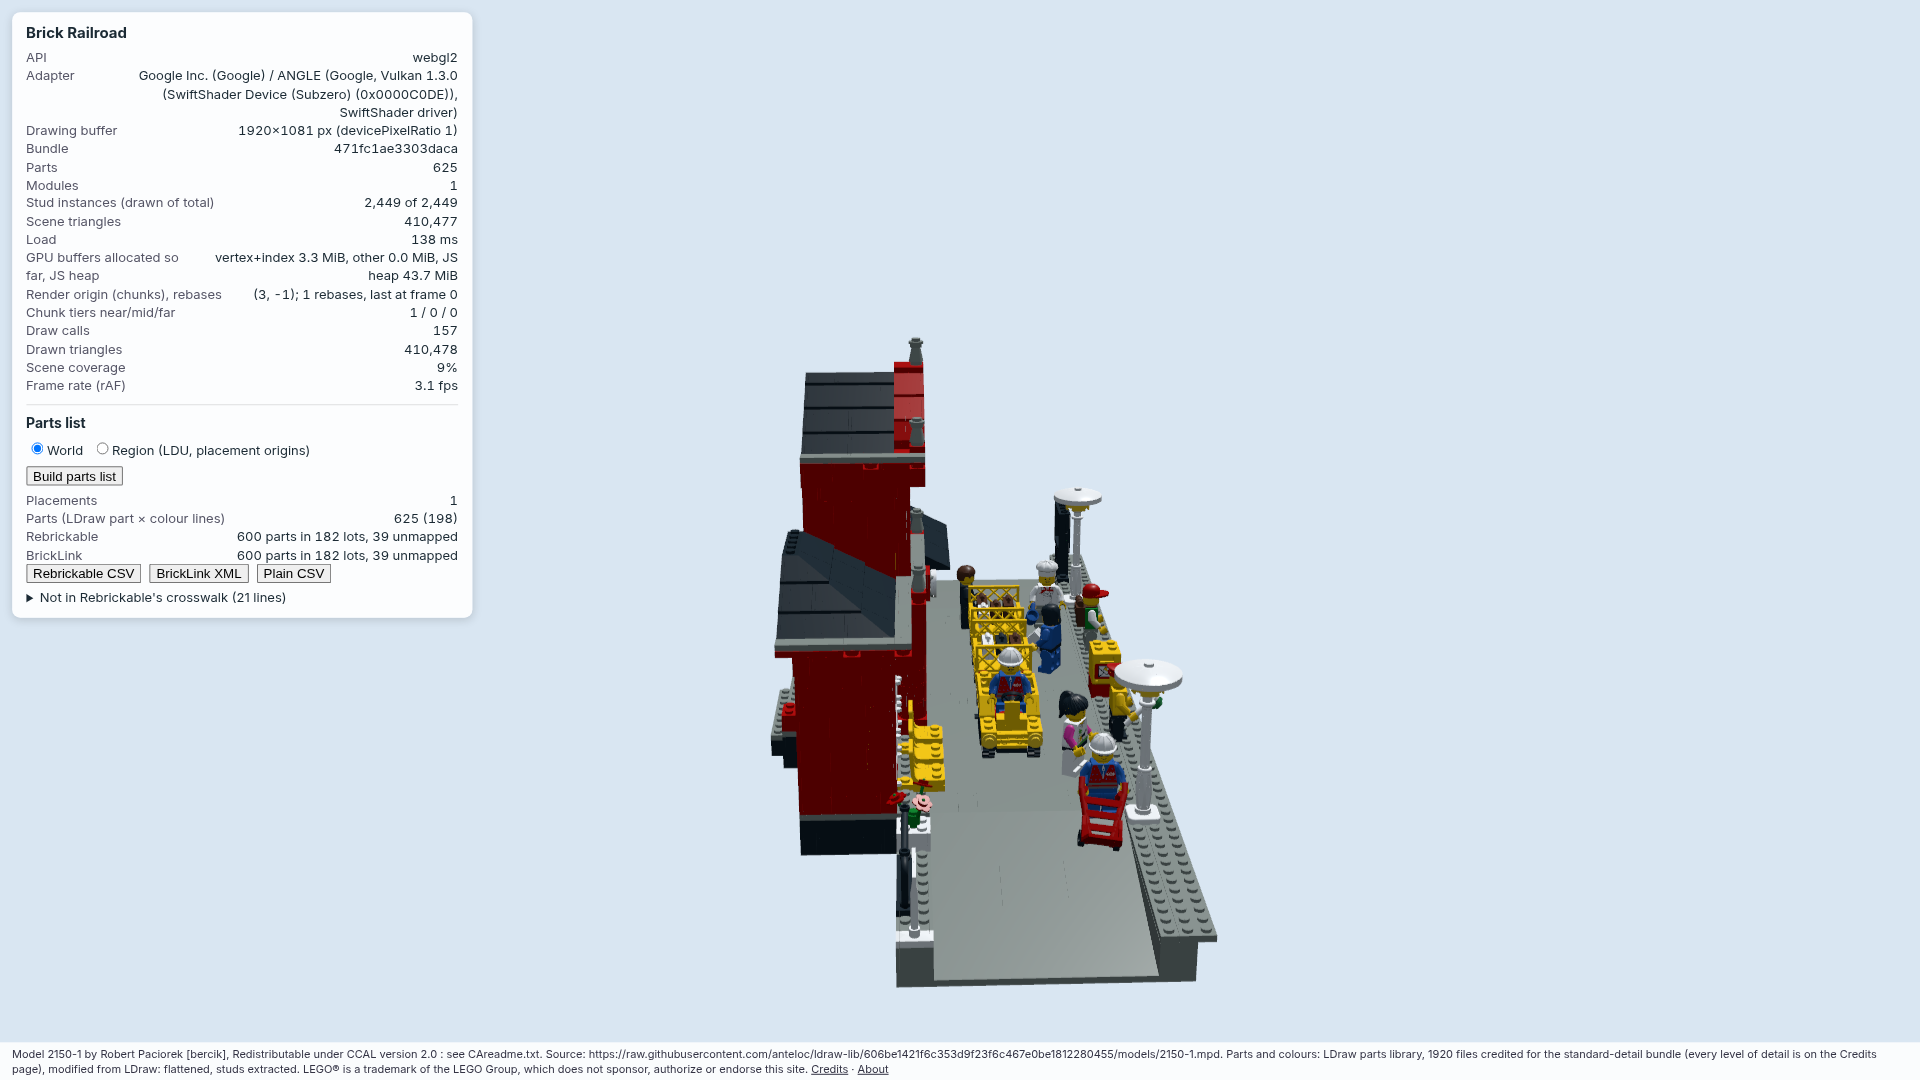 Brick Railroad
API webgl2
Adapter Google Inc. (Google) / ANGLE (Google, Vulkan 1.3.0
(SwiftShader Device (Subzero) (0x0000C0DE)),
SwiftShader driver)
Drawing buffer 1920×1081 px (devicePixelRatio 1)
Bundle 471fc1ae3303daca
Parts 625
Modules 1
Stud instances (drawn of total) 2,449 of 2,449
Scene triangles 410,477
Load 138 ms
GPU buffers allocated so vertex+index 3.3 MiB, other 0.0 MiB, JS
far, JS heap heap 43.7 MiB
Render origin (chunks), rebases (3, -1); 1 rebases, last at frame 0
Chunk tiers near/mid/far 1 / 0 / 0
Draw calls 157
Drawn triangles 410,478
Scene coverage 9%
Frame rate (rAF) 3.1 fps
Parts list
World Region (LDU, placement origins)
Build parts list
Placements 1
Parts (LDraw part × colour lines) 625 (198)
Rebrickable 600 parts in 182 lots, 39 unmapped
BrickLink 600 parts in 182 lots, 39 unmapped
Rebrickable CSV BrickLink XML Plain CSV
▶ Not in Rebrickable's crosswalk (21 lines)
Model 2150-1 by Robert Paciorek [bercik], Redistributable under CCAL version 2.0 : see CAreadme.txt. Source: https://raw.githubusercontent.com/anteloc/ldraw-lib/606be1421f6c353d9f23f6c467e0be1812280455/models/2150-1.mpd. Parts and colours: LDraw parts library, 1920 files credited for the standard-detail bundle (every level of detail is on the Credits
page), modified from LDraw: flattened, studs extracted. LEGO® is a trademark of the LEGO Group, which does not sponsor, authorize or endorse this site. Credits · About